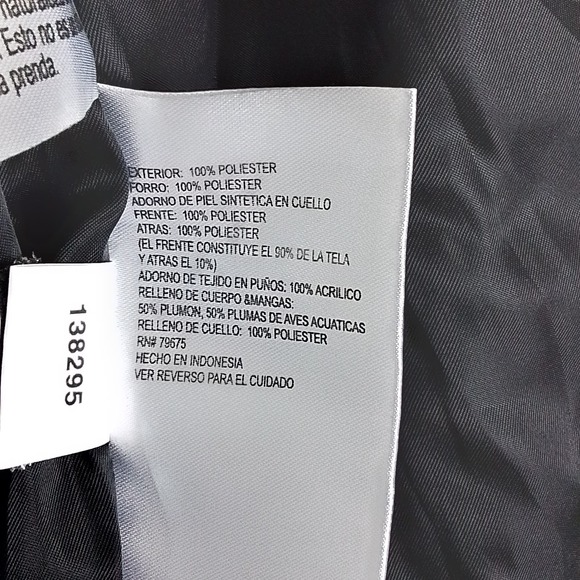 Esto no es
a prenda.
EXTERIOR: 100% POLIESTER
FORRO: 100% POLIESTER
ADORNO DE PIEL SINTETICA EN CUELLO
FRENTE: 100% POLIESTER
ATRAS: 100% POLIESTER
(EL FRENTE CONSTITUYE EL 90% DE LA TELA
Y ATRAS EL 10%)
ADORNO DE TEJIDO EN PUÑOS: 100% ACRILICO
RELLENO DE CUERPO &MANGAS:
50% PLUMON, 50% PLUMAS DE AVES ACUATICAS
RELLENO DE CUELLO: 100% POLIESTER
RN# 79675
HECHO EN INDONESIA
VER REVERSO PARA EL CUIDADO
138295